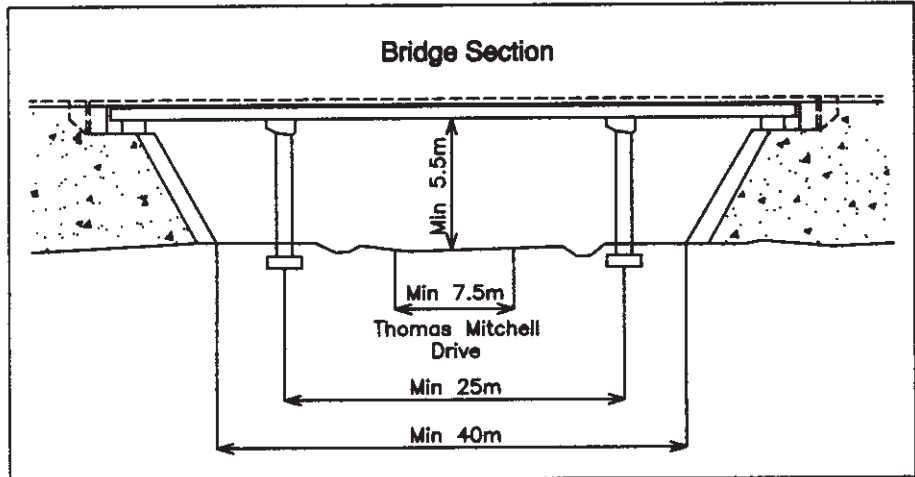 Bridge Section
Min 5.5m
Min 7.5m
Thomas Mitchell
Drive
Min 25m
Min 40m